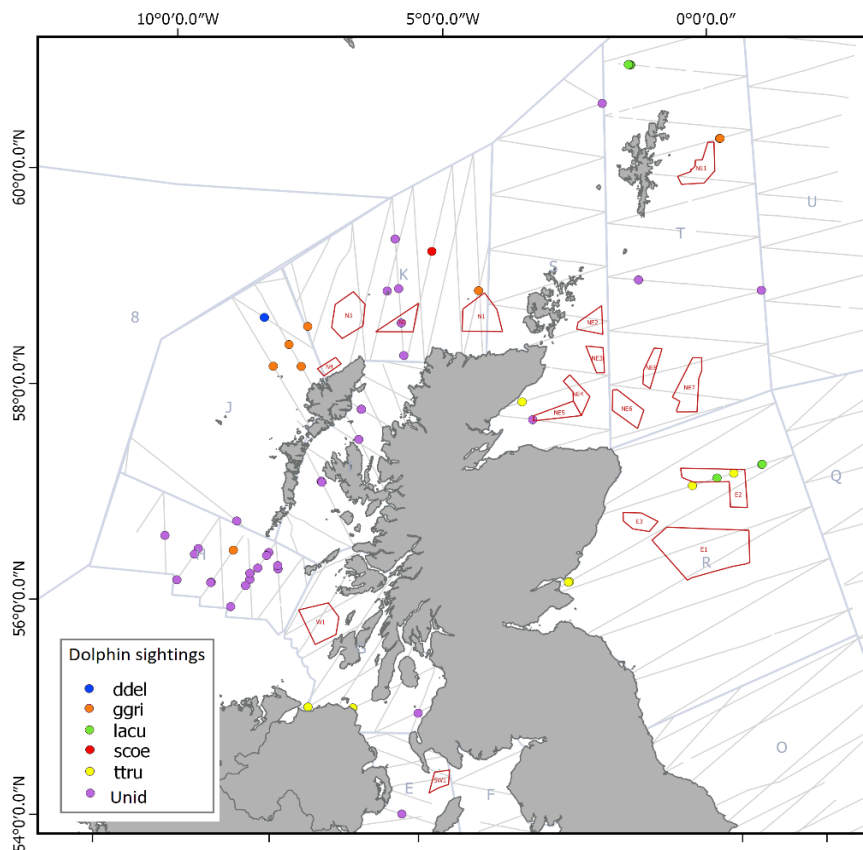 10°0'0.0"W
5°0'0.0"W
0°0'0.0"
60°0'0.0"N
58°0'0.0"N
56°0'0.0"N
54°0'0.0"N
NE1
U
T
K
S
8
N3
N1
NE2
N4
NE3
NE8
NE7
NE4
NE6
NE5
J
Q
E2
E3
E1
R
H
W1
O
E
SW1
F
Dolphin sightings
ddel
ggri
lacu
scoe
ttru
Unid